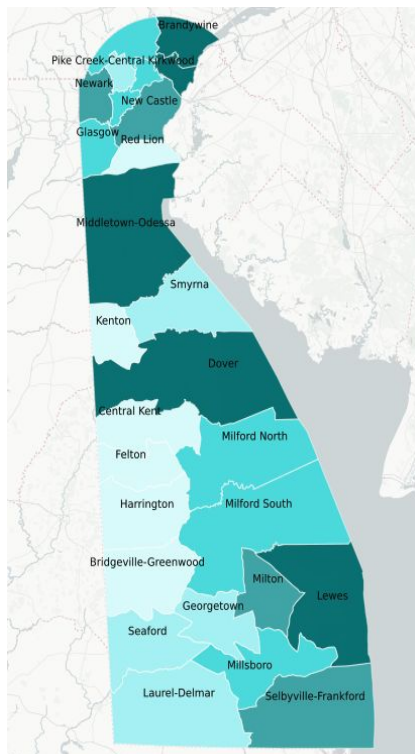 Brandywine
Pike Creek-Central Kirkwood
Newark
New Castle
Glasgow
Red Lion
Middletown-Odessa
Smyrna
Kenton
Dover
Central Kent
Milford North
Felton
Harrington
Milford South
Bridgeville-Greenwood
Milton
Lewes
Georgetown
Seaford
Millsboro
Laurel-Delmar
Selbyville-Frankford